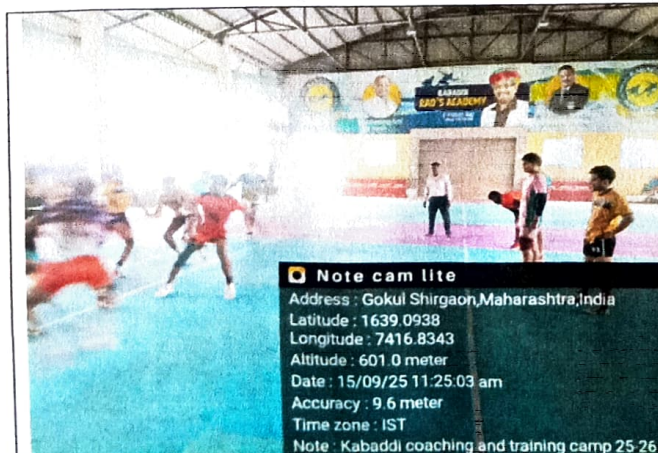 KABADDI
RAO'S ACADEMY
Note cam lite
Address : Gokul Shirgaon,Maharashtra,India
Latitude : 1639.0938
Longitude : 7416.8343
Altitude : 601.0 meter
Date : 15/09/25 11:25:03 am
Accuracy : 9.6 meter
Time zone : IST
Note : Kabaddi coaching and training camp 25-26